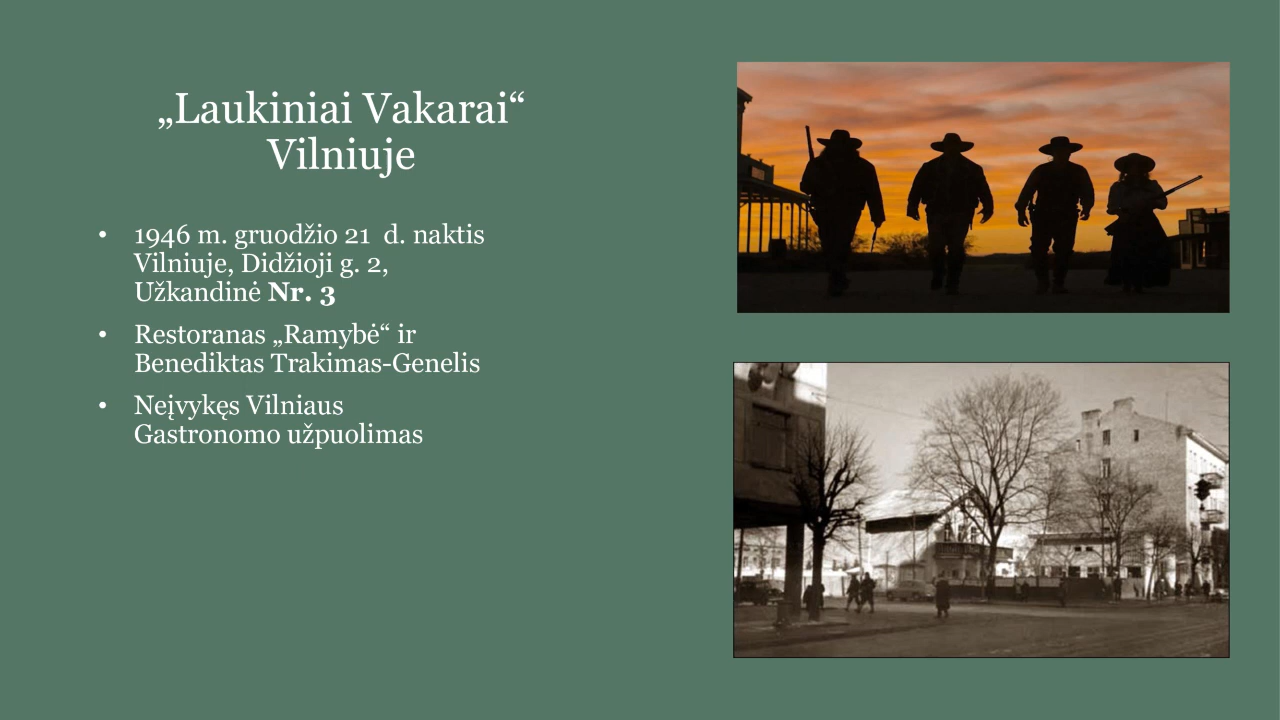 „Laukiniai Vakarai“
Vilniuje
• 1946 m. gruodžio 21  d. naktis
Vilniuje, Didžioji g. 2,
Užkandinė Nr. 3
• Restoranas „Ramybė“ ir
Benediktas Trakimas-Genelis
• Neįvykęs Vilniaus
Gastronomo užpuolimas